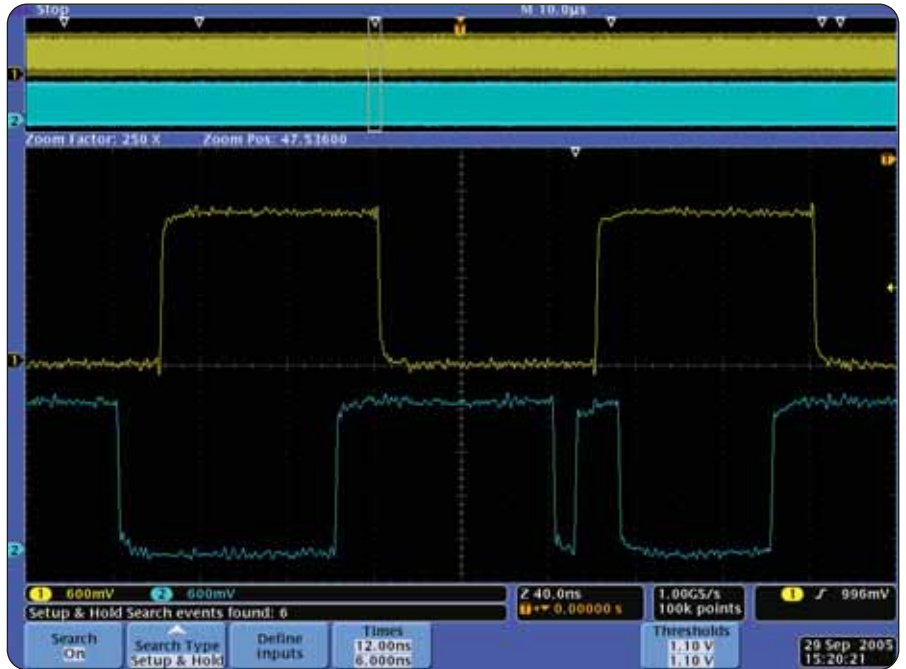 Stop M 10.0µs
T
1
2
Zoom Factor: 250 X Zoom Pos: 47.53600
T
1
2
1 600mV 2 600mV Z 40.0ns 1.00GS/s 1 996mV
Setup & Hold Search events found: 6 T 0.00000 s 100k points
Search On
Search Type Setup & Hold
Define Inputs
Times 12.00ns 6.000ns
Thresholds 1.10 V 1.10 V
29 Sep 2005
15:20:21